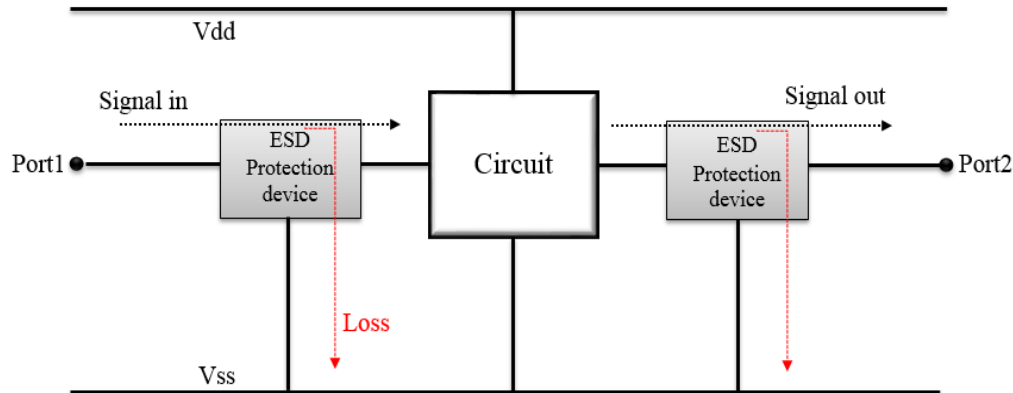 Vdd
Signal in
Signal out
ESD
Protection
device
Circuit
ESD
Protection
device
Port1
Port2
Loss
Vss